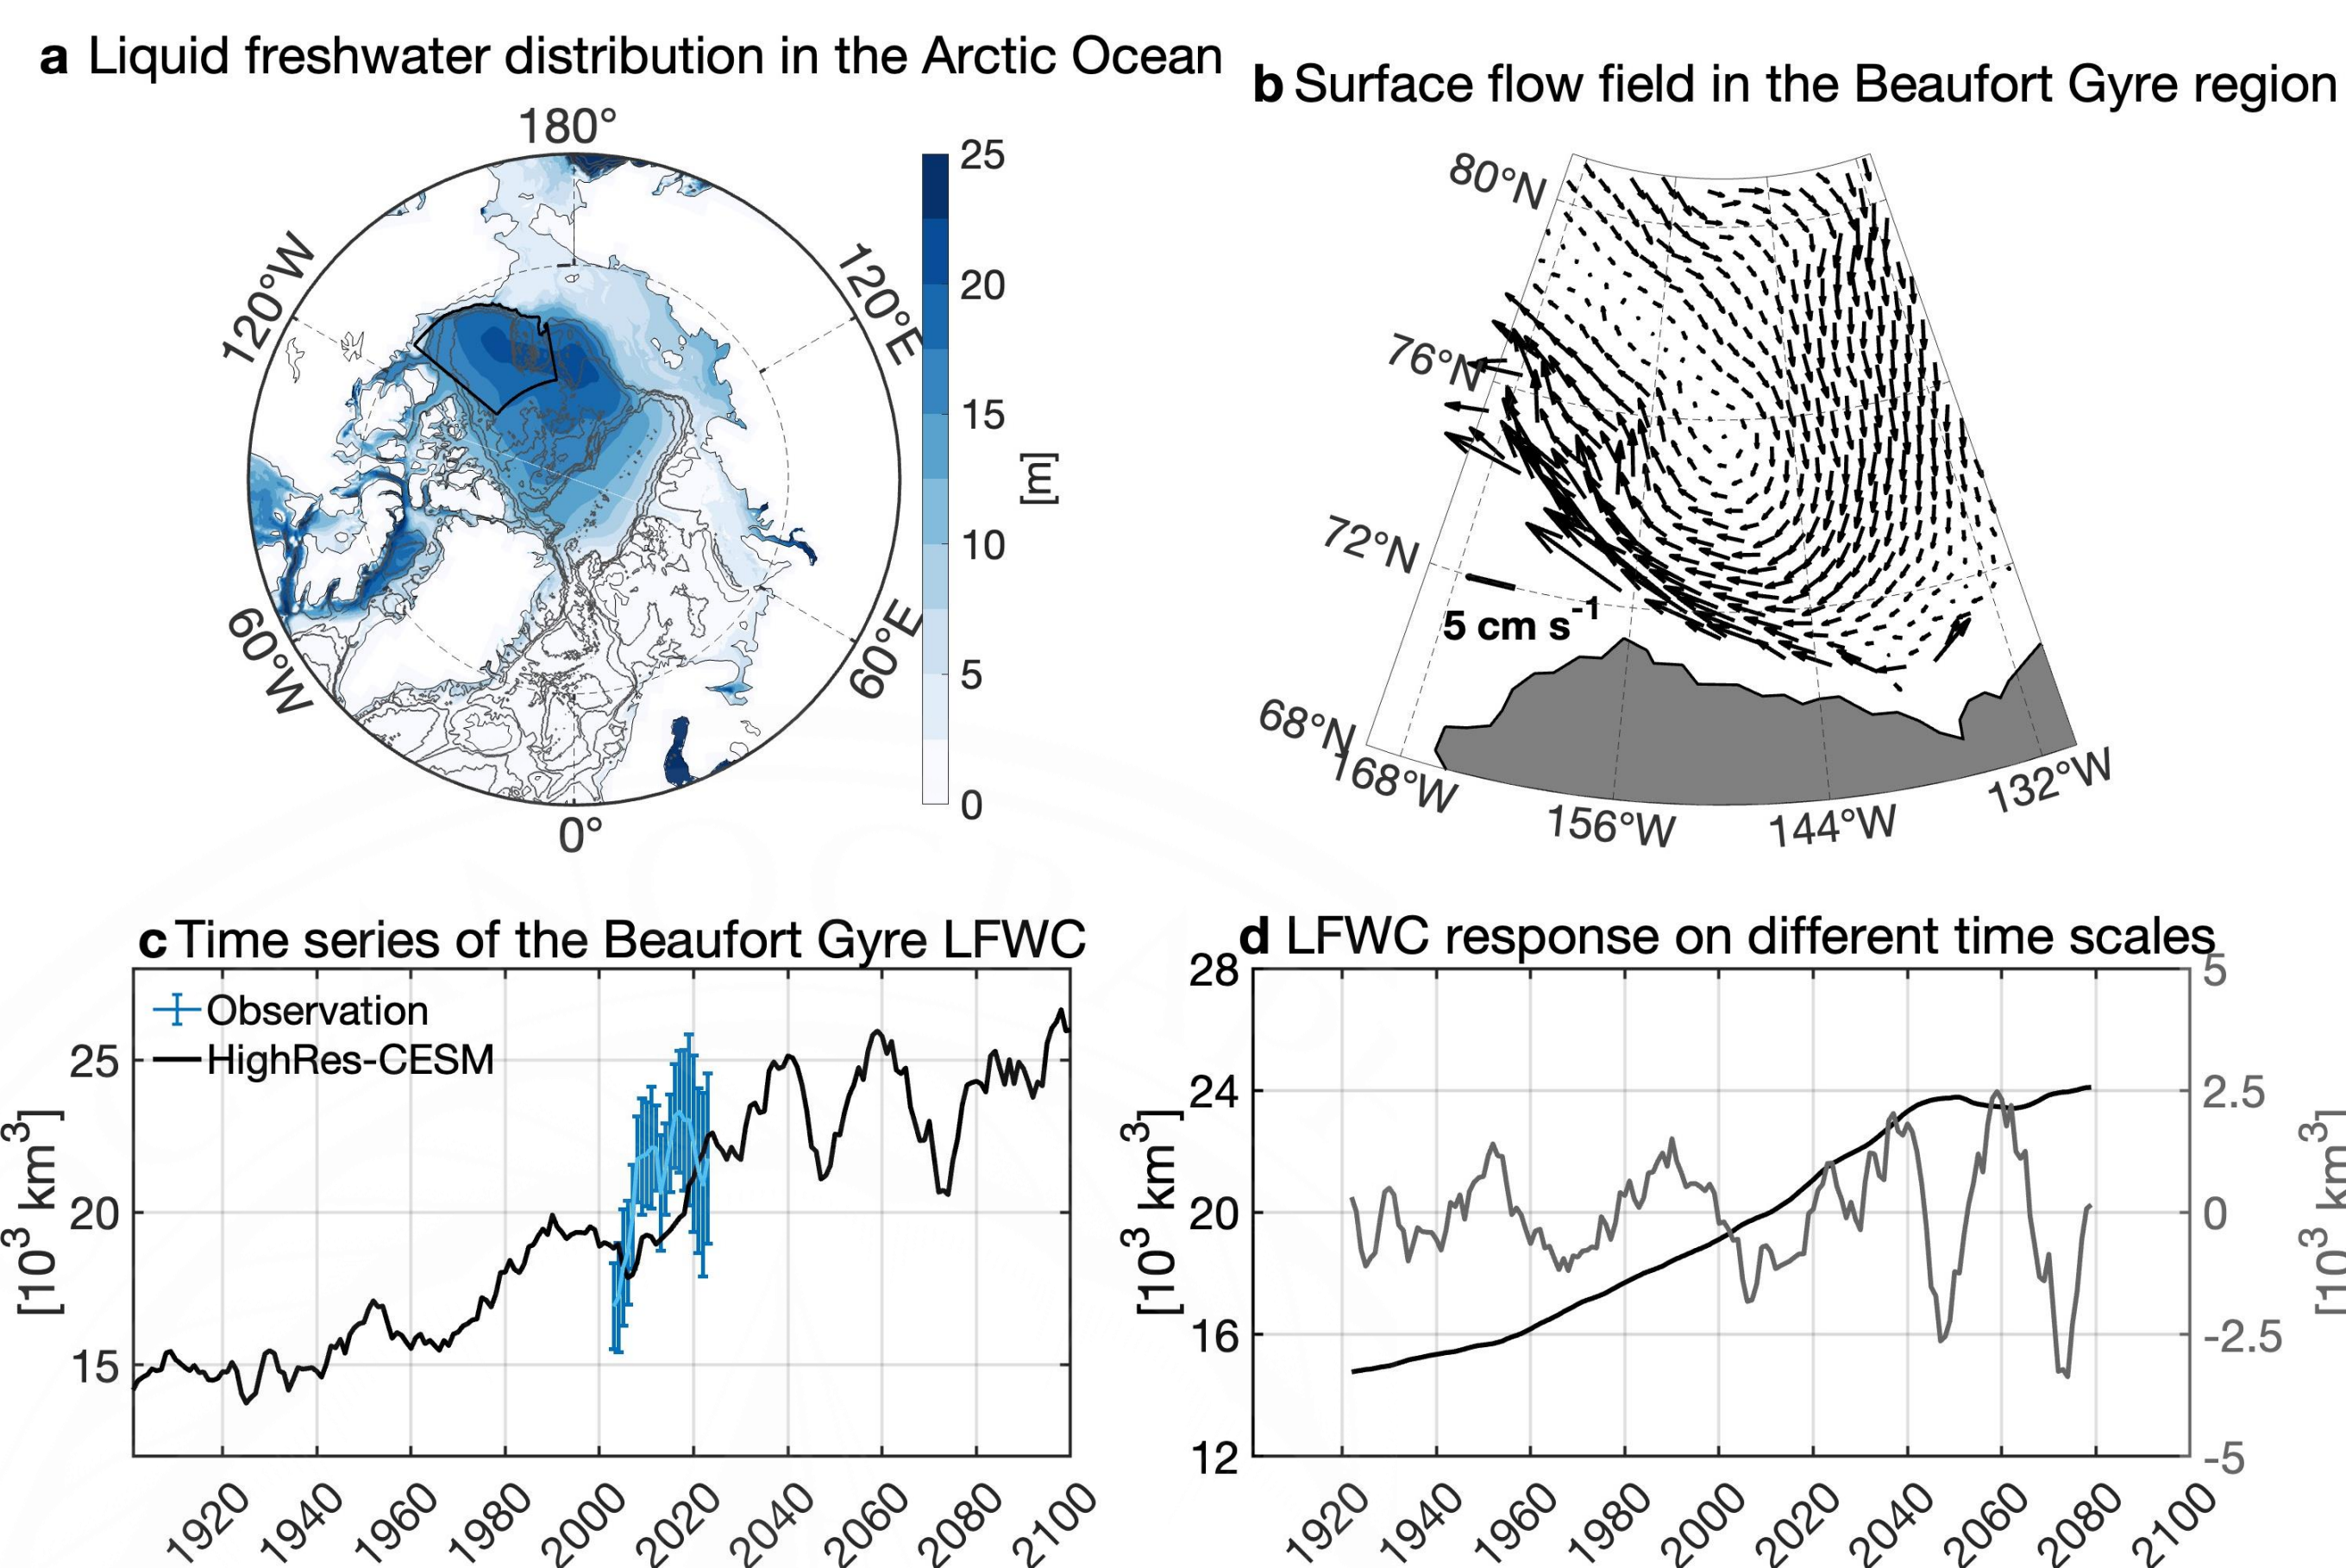 a Liquid freshwater distribution in the Arctic Ocean
180°
120°W
120°E
60°W
60°E
0°
25
20
15
10
5
0
[m]
b Surface flow field in the Beaufort Gyre region
80°N
76°N
72°N
68°N
5 cm s-1
168°W
156°W
144°W
132°W
c Time series of the Beaufort Gyre LFWC
Observation
HighRes-CESM
25
20
15
[10³ km³]
1920
1940
1960
1980
2000
2020
2040
2060
2080
2100
d LFWC response on different time scales
28
24
20
16
12
[10³ km³]
5
2.5
0
-2.5
-5
[10³ km³]
1920
1940
1960
1980
2000
2020
2040
2060
2080
2100